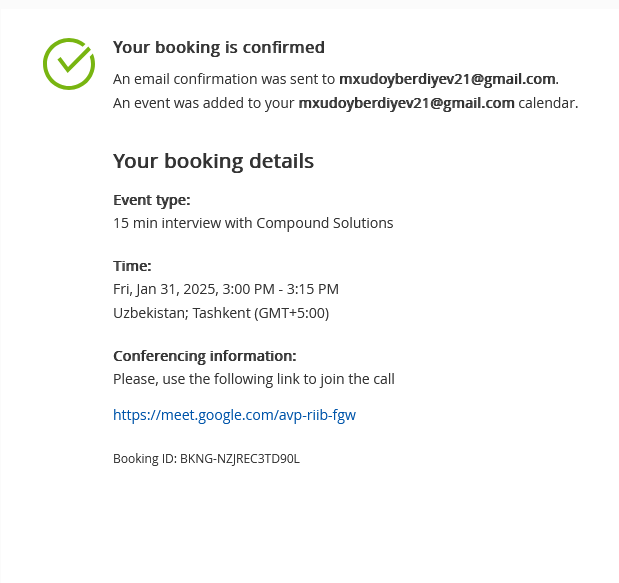 Your booking is confirmed
An email confirmation was sent to mxudoyberdiyev21@gmail.com.
An event was added to your mxudoyberdiyev21@gmail.com calendar.
Your booking details
Event type:
15 min interview with Compound Solutions
Time:
Fri, Jan 31, 2025, 3:00 PM - 3:15 PM
Uzbekistan; Tashkent (GMT+5:00)
Conferencing information:
Please, use the following link to join the call
https://meet.google.com/avp-riib-fgw
Booking ID: BKNG-NZJREC3TD90L